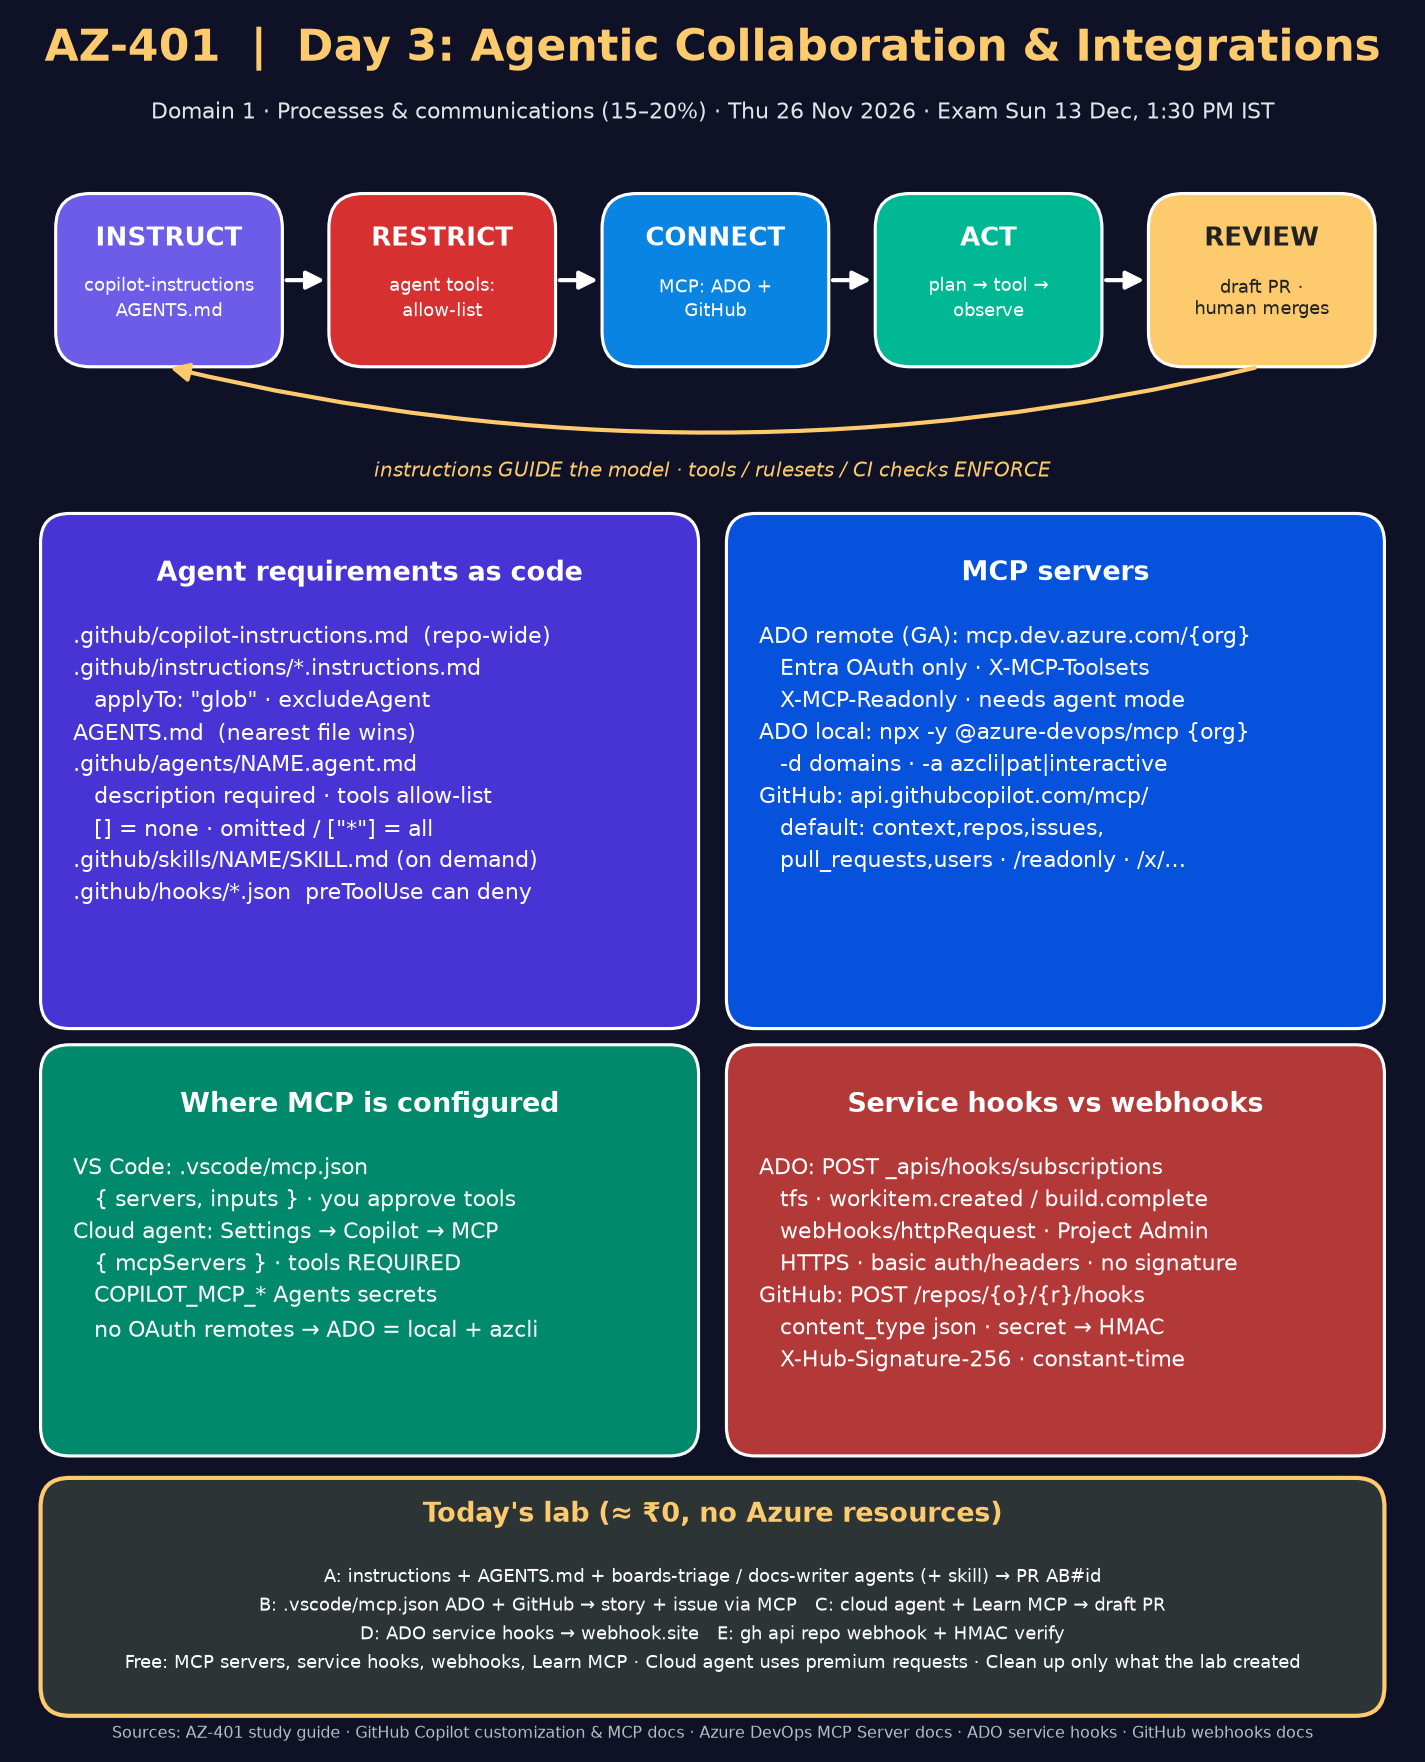 AZ-401 | Day 3: Agentic Collaboration & Integrations
Domain 1 · Processes & communications (15–20%) · Thu 26 Nov 2026 · Exam Sun 13 Dec, 1:30 PM IST
INSTRUCT
copilot-instructions
AGENTS.md
RESTRICT
agent tools:
allow-list
CONNECT
MCP: ADO +
GitHub
ACT
plan → tool →
observe
REVIEW
draft PR ·
human merges
instructions GUIDE the model · tools / rulesets / CI checks ENFORCE
Agent requirements as code
.github/copilot-instructions.md (repo-wide)
.github/instructions/*.instructions.md
applyTo: "glob" · excludeAgent
AGENTS.md (nearest file wins)
.github/agents/NAME.agent.md
description required · tools allow-list
[] = none · omitted / ["*"] = all
.github/skills/NAME/SKILL.md (on demand)
.github/hooks/*.json preToolUse can deny
MCP servers
ADO remote (GA): mcp.dev.azure.com/{org}
Entra OAuth only · X-MCP-Toolsets
X-MCP-Readonly · needs agent mode
ADO local: npx -y @azure-devops/mcp {org}
-d domains · -a azcli|pat|interactive
GitHub: api.githubcopilot.com/mcp/
default: context,repos,issues,
pull_requests,users · /readonly · /x/…
Where MCP is configured
VS Code: .vscode/mcp.json
{ servers, inputs } · you approve tools
Cloud agent: Settings → Copilot → MCP
{ mcpServers } · tools REQUIRED
COPILOT_MCP_* Agents secrets
no OAuth remotes → ADO = local + azcli
Service hooks vs webhooks
ADO: POST _apis/hooks/subscriptions
tfs · workitem.created / build.complete
webHooks/httpRequest · Project Admin
HTTPS · basic auth/headers · no signature
GitHub: POST /repos/{o}/{r}/hooks
content_type json · secret → HMAC
X-Hub-Signature-256 · constant-time
Today's lab (≈ ₹0, no Azure resources)
A: instructions + AGENTS.md + boards-triage / docs-writer agents (+ skill) → PR AB#id
B: .vscode/mcp.json ADO + GitHub → story + issue via MCP C: cloud agent + Learn MCP → draft PR
D: ADO service hooks → webhook.site E: gh api repo webhook + HMAC verify
Free: MCP servers, service hooks, webhooks, Learn MCP · Cloud agent uses premium requests · Clean up only what the lab created
Sources: AZ-401 study guide · GitHub Copilot customization & MCP docs · Azure DevOps MCP Server docs · ADO service hooks · GitHub webhooks docs